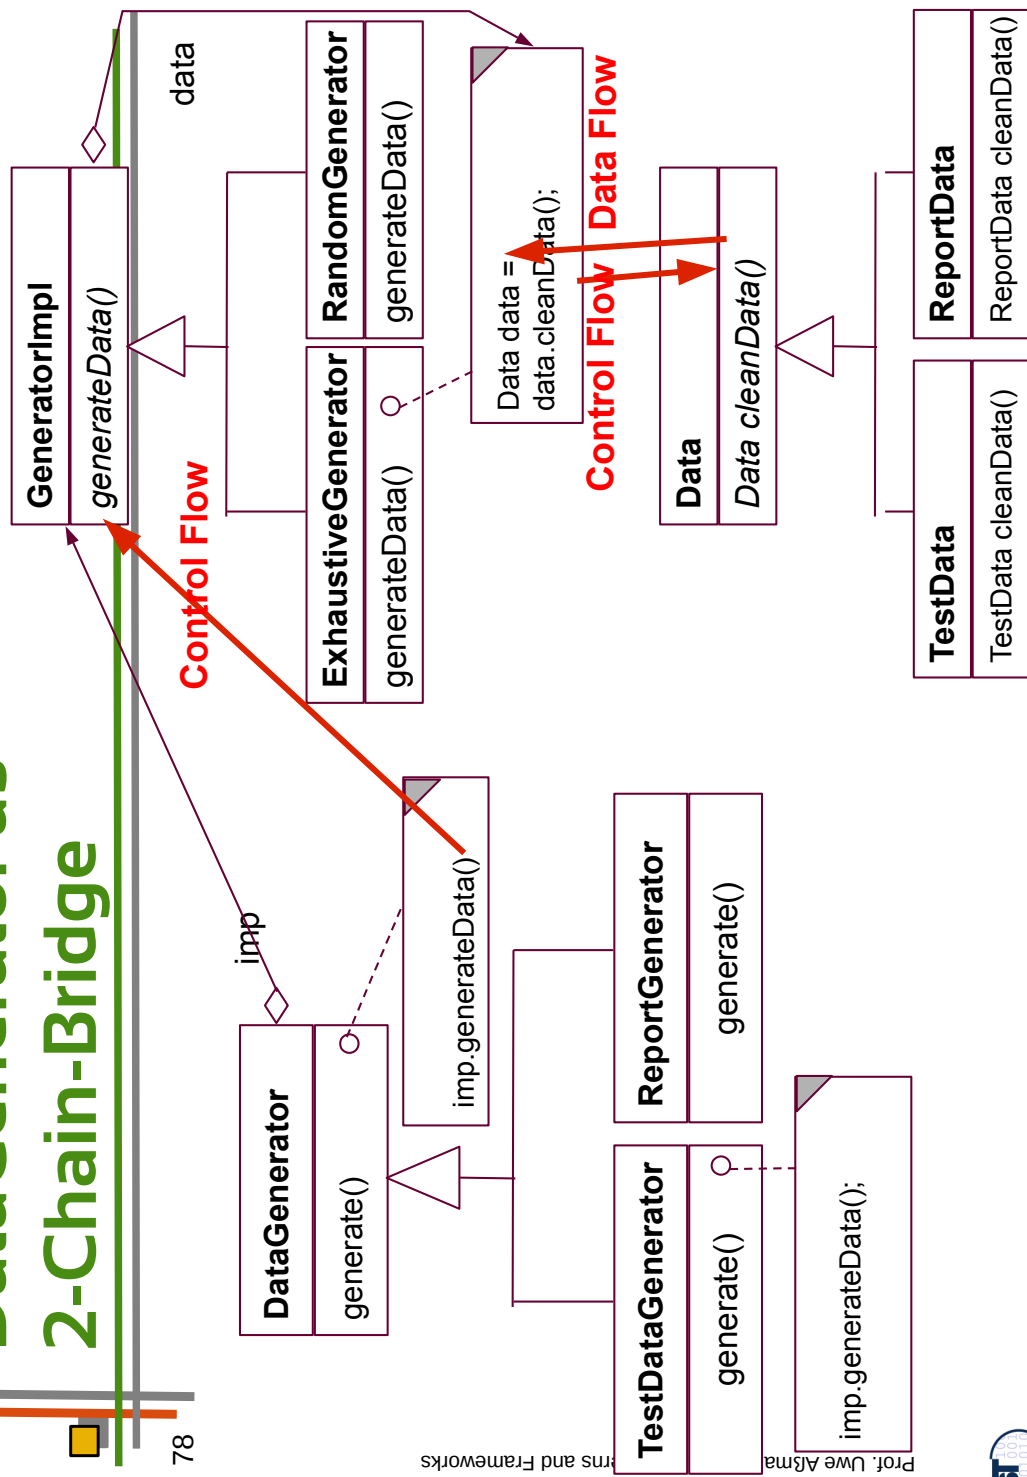 2-Chain-Bridge
78
DataGenerator
generate()
imp
imp.generateData()
TestDataGenerator
generate()
imp.generateData();
ReportGenerator
generate()
GeneratorImpl
generateData()
data
Control Flow
ExhaustiveGenerator
generateData()
RandomGenerator
generateData()
Data data =
data.cleanData();
Control Flow
Data Flow
Data
Data cleanData()
TestData
TestData cleanData()
ReportData
ReportData cleanData()
Prof. Uwe
and Frameworks